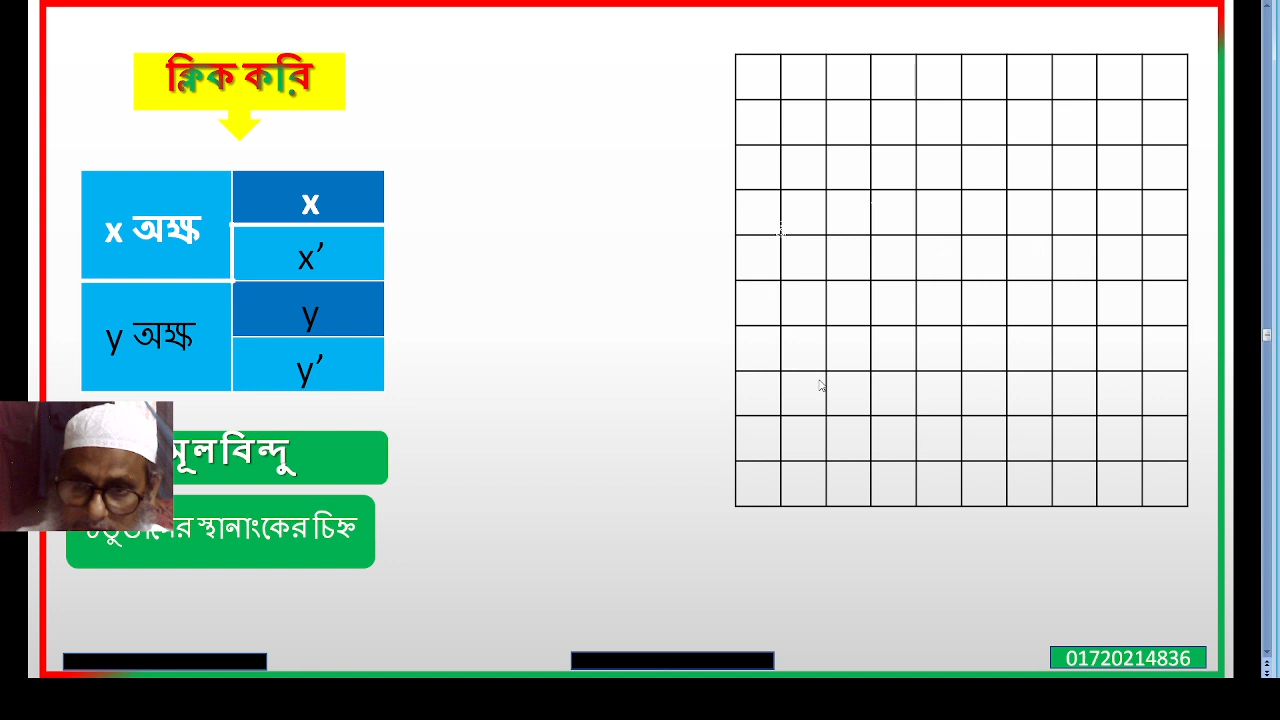 ক্লিক করি
x অক্ষ
x
x’
y অক্ষ
y
y’
মূলবিন্দু
স্থানাংকের চিহ্ন
01720214836